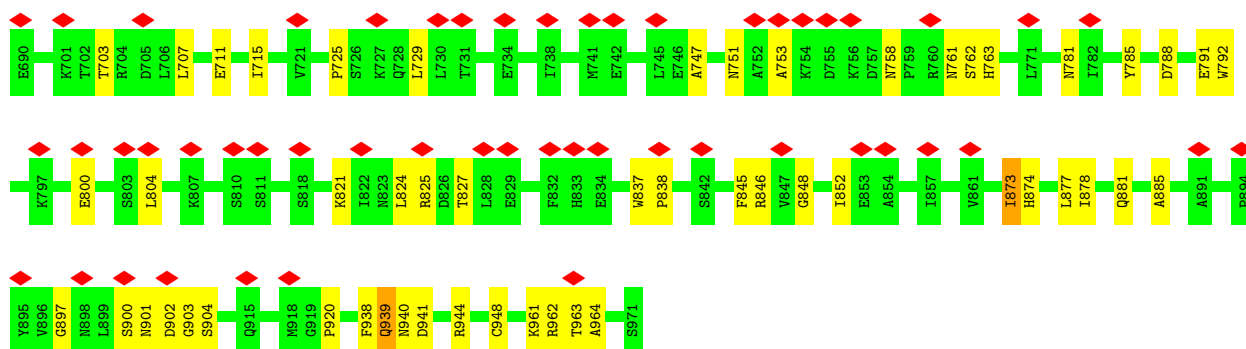 E690 K701 T702 T703 R704 D705 L706 L707 E711 I715 V721 P725 S726 K727 Q728 L729 L730 T731 E734 I738 M741 E742 L745 E746 A747 N751 A752 A753 K754 D755 K756 D757 N758 P759 R760 N761 S762 H763 L771 N781 I782 Y785 D788 E791 W792
K797 E800 S803 L804 K807 S810 S811 S818 K821 I822 N823 L824 R825 D826 T827 L828 E829 F832 H833 E834 W837 P838 S842 F845 R846 V847 G848 I852 E853 A854 I857 V861 I873 H874 L877 I878 Q881 A885 A891 P894
Y895 V896 G897 N898 L899 S900 N901 D902 G903 S904 Q915 M918 G919 P920 F938 Q939 N940 D941 R944 C948 K961 R962 T963 A964 S971